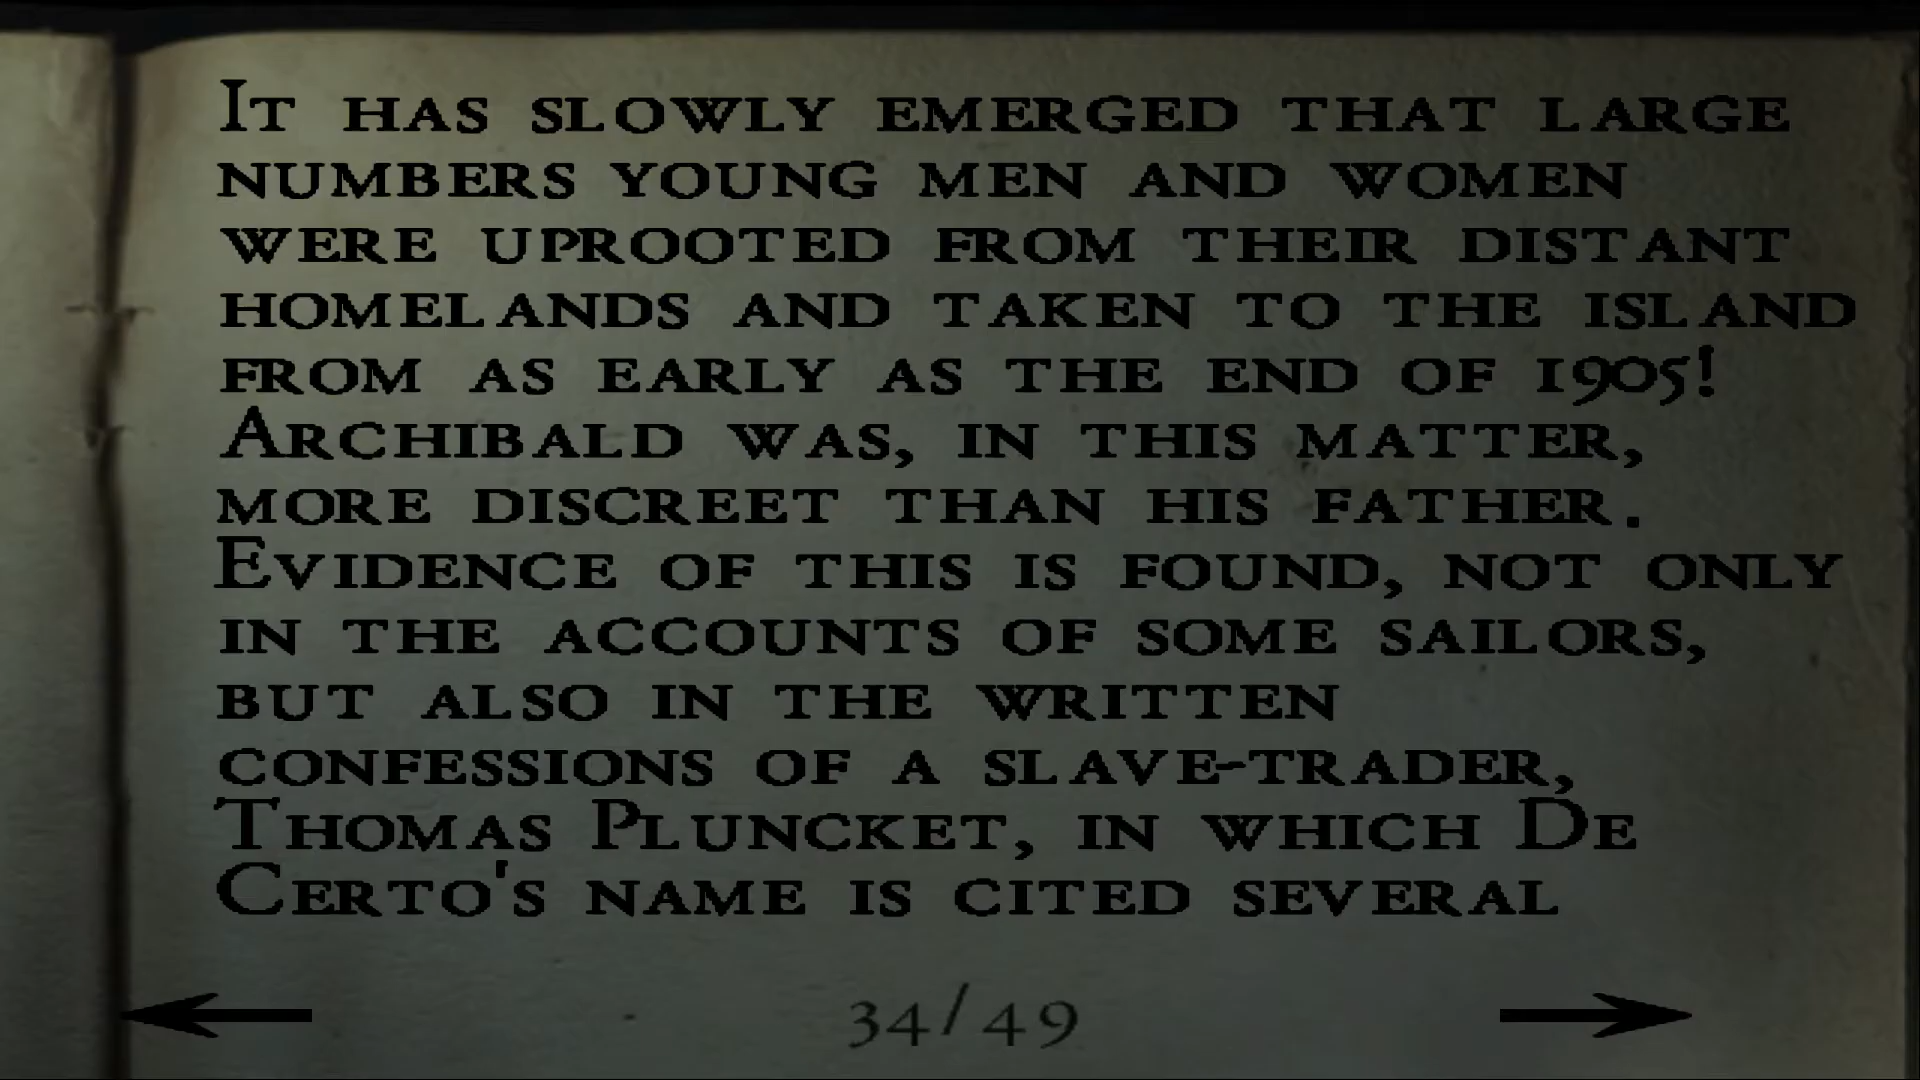 It has slowly emerged that large
numbers young men and women
were uprooted from their distant
homelands and taken to the island
from as early as the end of 1905!
Archibald was, in this matter,
more discreet than his father.
Evidence of this is found, not only
in the accounts of some sailors,
but also in the written
confessions of a slave-trader,
Thomas Pluncket, in which De
Certo's name is cited several
34/49